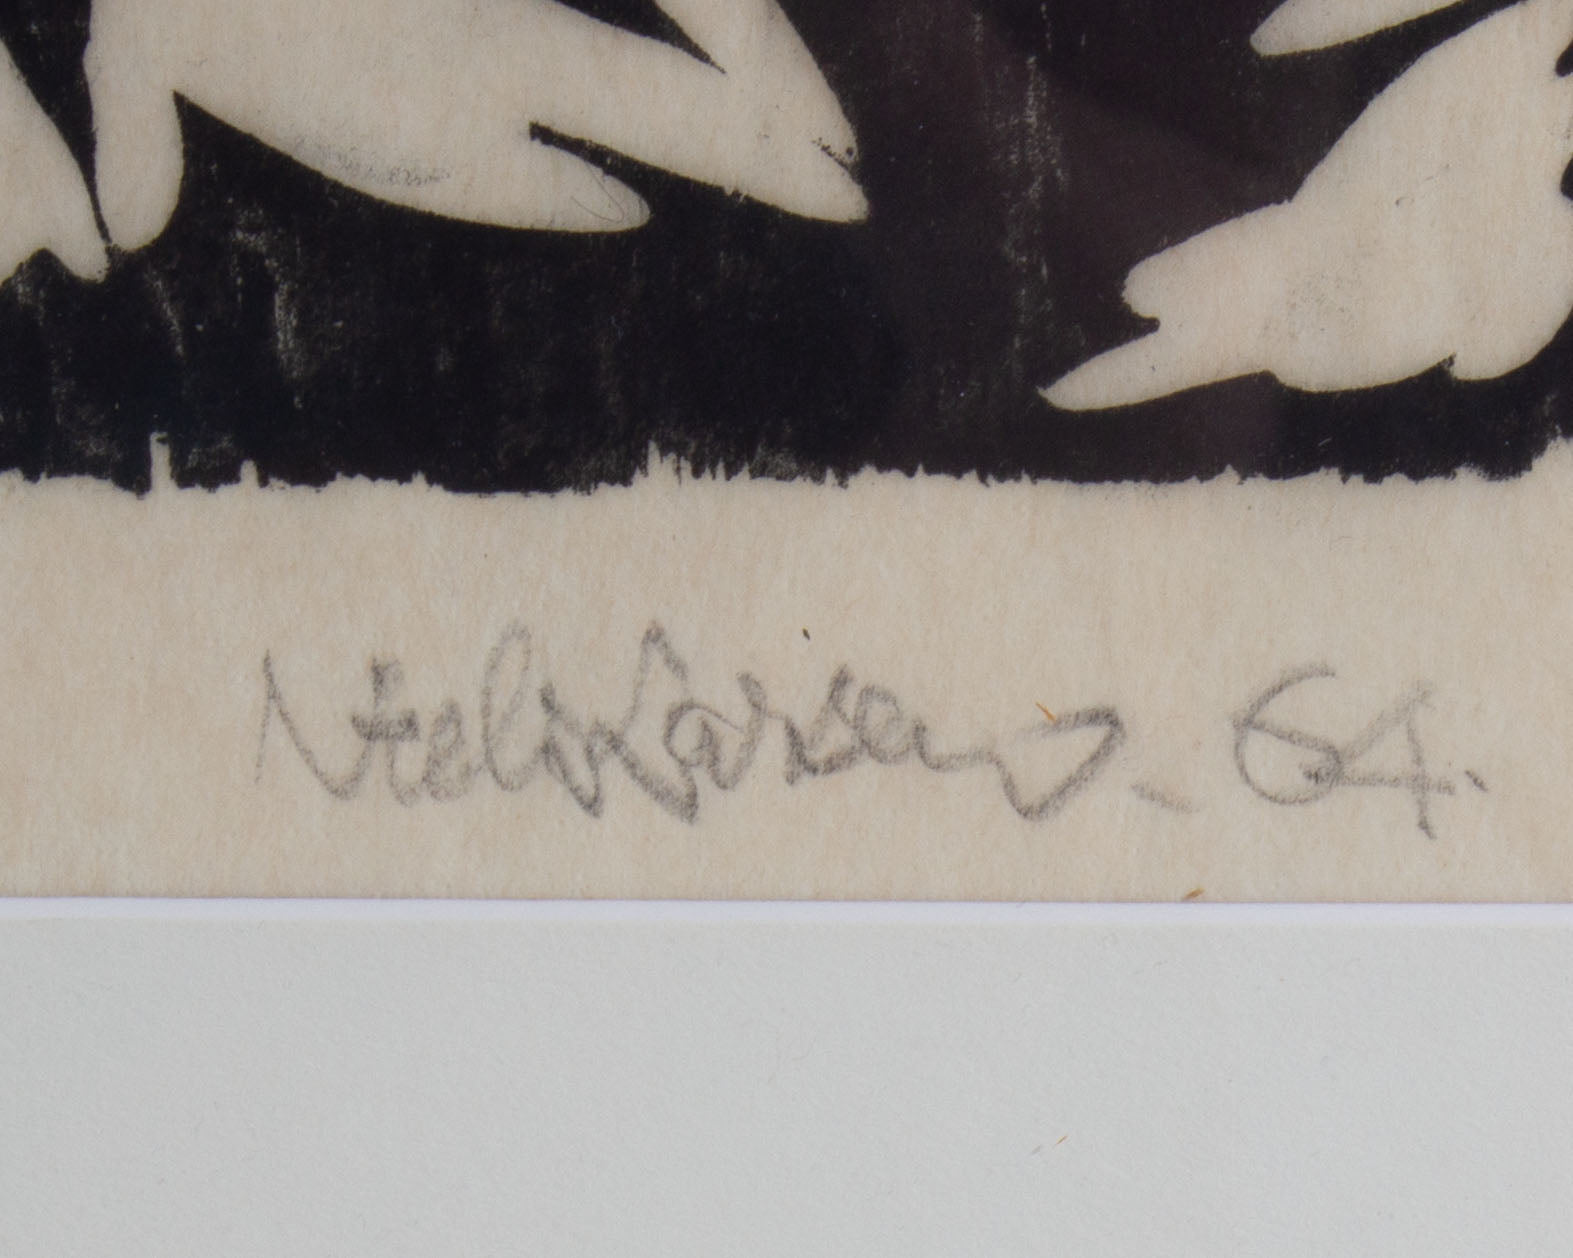 Niels Larsen - 64.